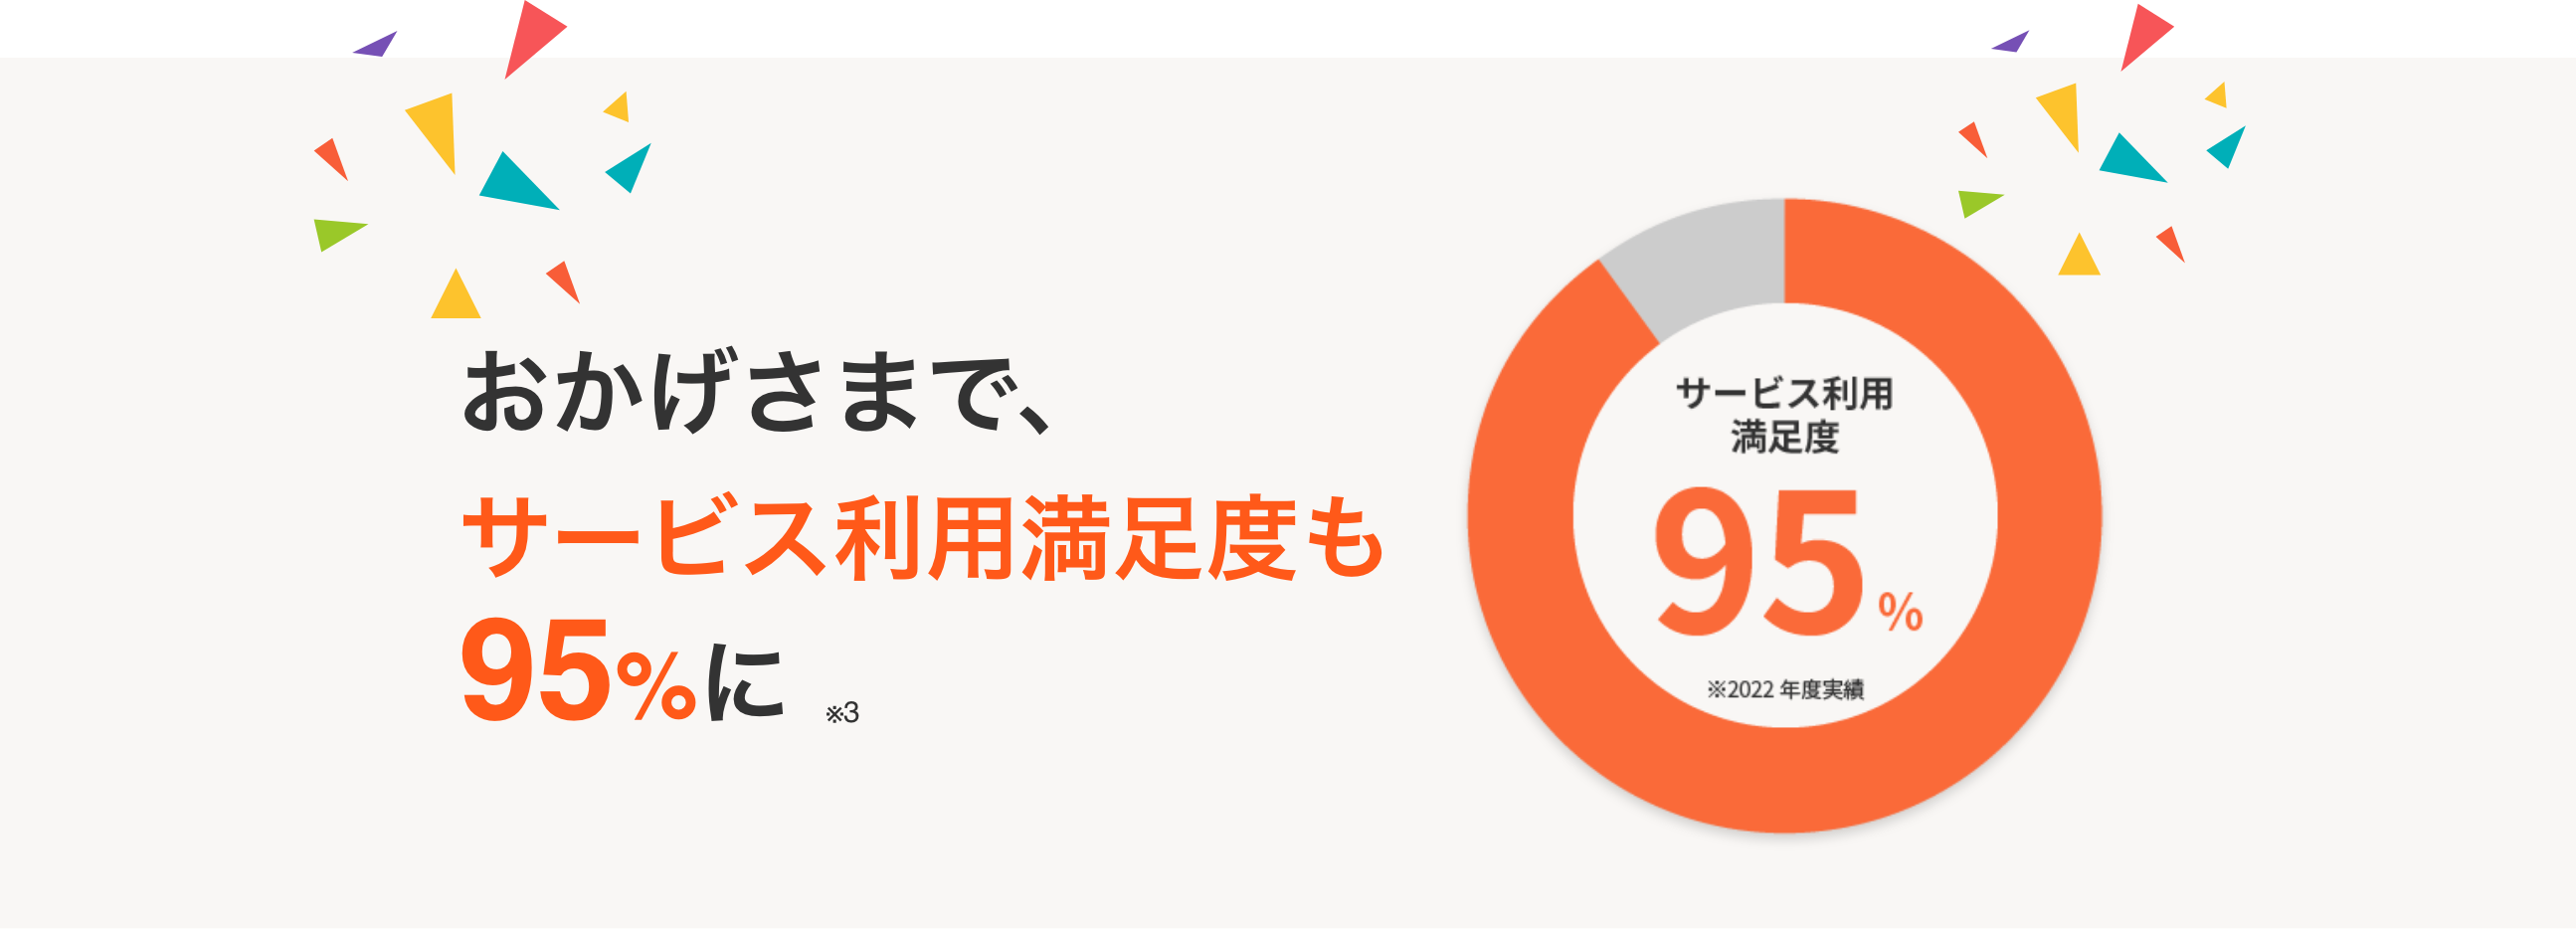 おかげさまで、
サービス利用満足度も
95%に ※3
サービス利用
満足度
95%
※2022 年度実績